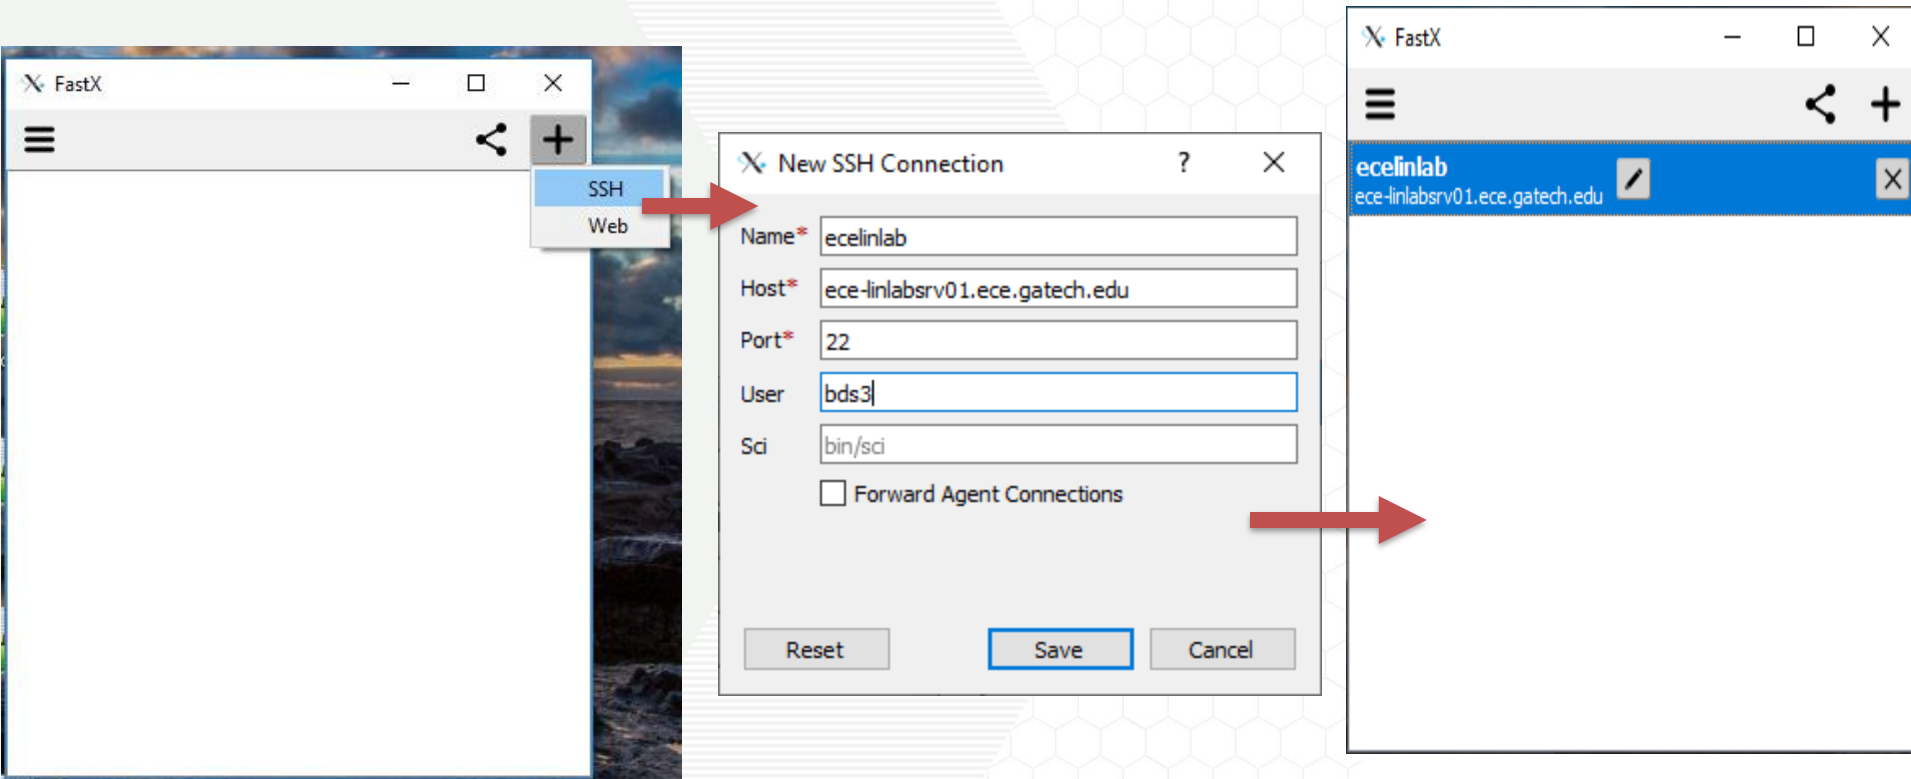 FastX
SSH
Web
New SSH Connection
?
Name* ecelinlab
Host* ece-linlabsrv01.ece.gatech.edu
Port* 22
User bds3
Sci bin/sci
Forward Agent Connections
Reset Save Cancel
FastX
ecelinlab
ece-linlabsrv01.ece.gatech.edu